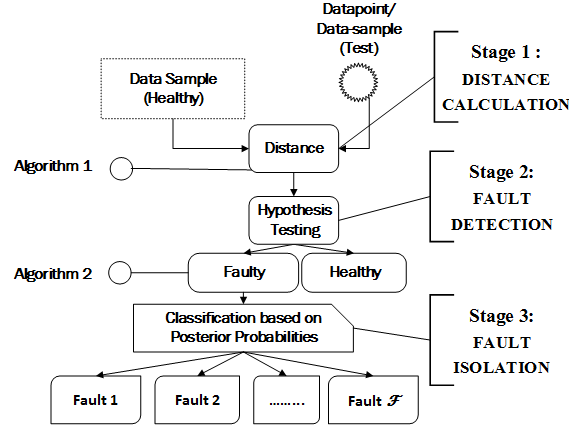 Datapoint/
Data-sample
(Test)
Stage 1 :
DISTANCE
CALCULATION
Data Sample
(Healthy)
Distance
Algorithm 1
Stage 2:
FAULT
DETECTION
Hypothesis
Testing
Algorithm 2
Faulty
Healthy
Stage 3:
FAULT
ISOLATION
Classification based on
Posterior Probabilities
Fault 1
Fault 2
.........
Fault ℱ